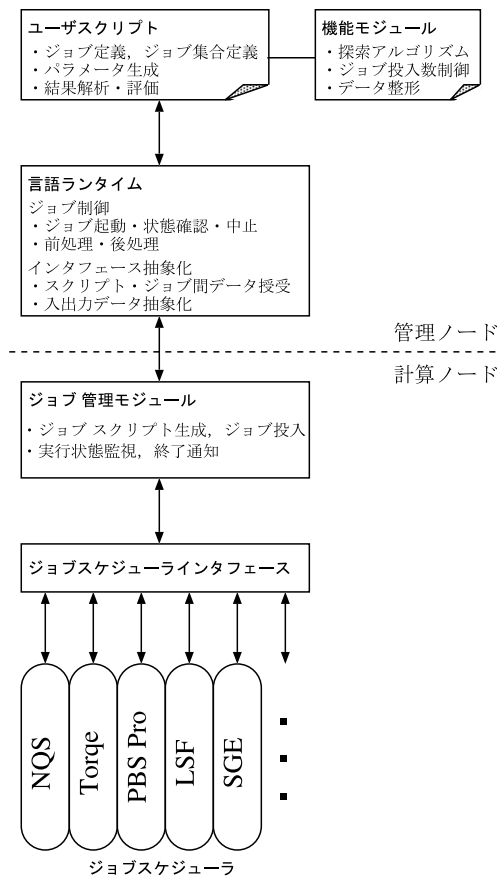 ユーザスクリプト
・ジョブ定義，ジョブ集合定義
・パラメータ生成
・結果解析・評価
機能モジュール
・探索アルゴリズム
・ジョブ投入数制御
・データ整形
言語ランタイム
ジョブ制御
・ジョブ起動・状態確認・中止
・前処理・後処理
インタフェース抽象化
・スクリプト・ジョブ間データ授受
・入出力データ抽象化
管理ノード
計算ノード
ジョブ 管理モジュール
・ジョブ スクリプト生成，ジョブ投入
・実行状態監視，終了通知
ジョブスケジューラインタフェース
NQS
Torqe
PBS Pro
LSF
SGE
ジョブスケジューラ